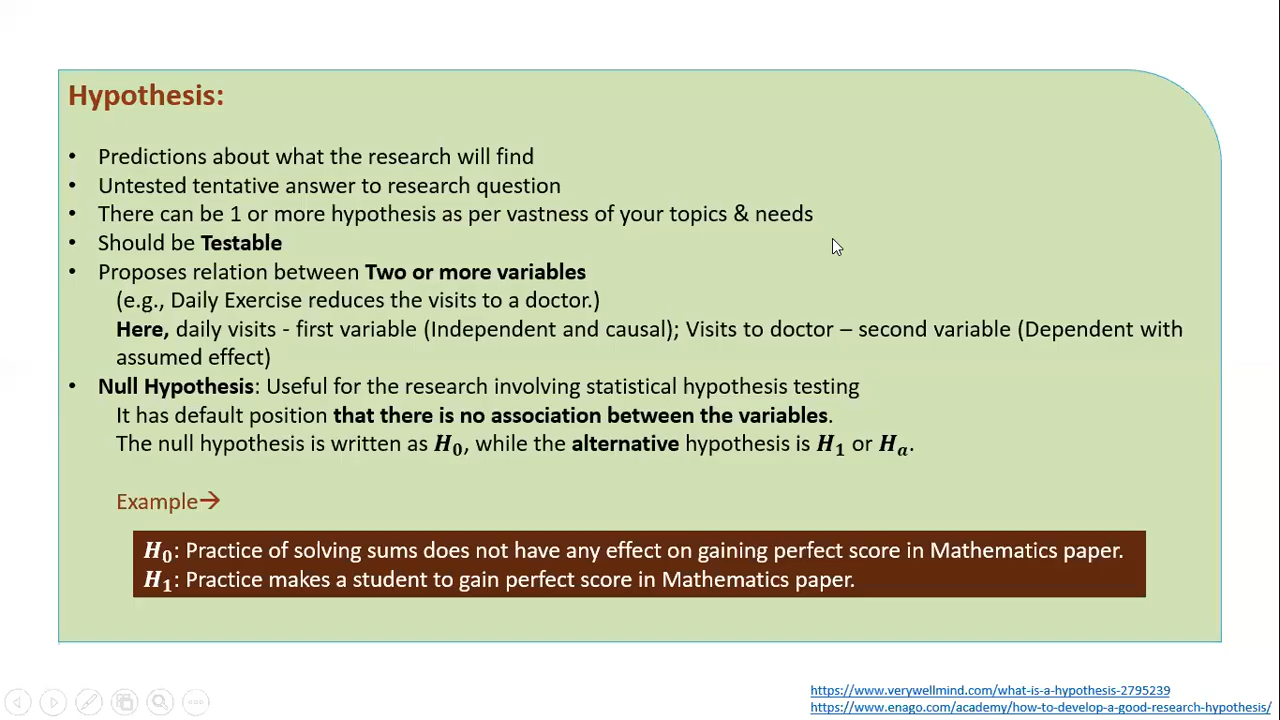 Hypothesis:
• Predictions about what the research will find
• Untested tentative answer to research question
• There can be 1 or more hypothesis as per vastness of your topics & needs
• Should be Testable
• Proposes relation between Two or more variables
(e.g., Daily Exercise reduces the visits to a doctor.)
Here, daily visits - first variable (Independent and causal); Visits to doctor – second variable (Dependent with
assumed effect)
• Null Hypothesis: Useful for the research involving statistical hypothesis testing
It has default position that there is no association between the variables.
The null hypothesis is written as H₀, while the alternative hypothesis is H₁ or Hₐ.
Example→
H₀: Practice of solving sums does not have any effect on gaining perfect score in Mathematics paper.
H₁: Practice makes a student to gain perfect score in Mathematics paper.
https://www.verywellmind.com/what-is-a-hypothesis-2795239
https://www.enago.com/academy/how-to-develop-a-good-research-hypothesis/